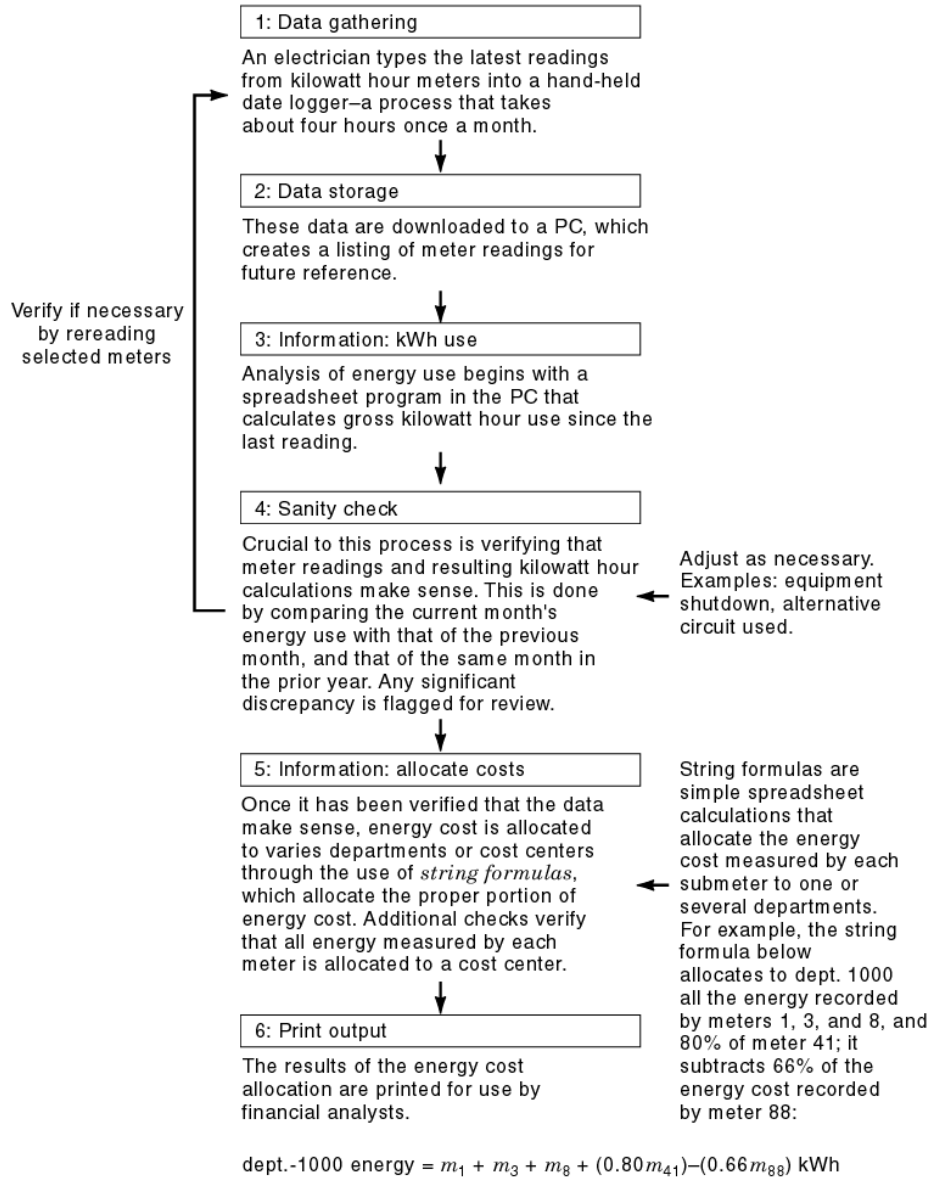 1: Data gathering
An electrician types the latest readings
from kilowatt hour meters into a hand-held
date logger–a process that takes
about four hours once a month.
2: Data storage
These data are downloaded to a PC, which
creates a listing of meter readings for
future reference.
Verify if necessary
by rereading
selected meters
3: Information: kWh use
Analysis of energy use begins with a
spreadsheet program in the PC that
calculates gross kilowatt hour use since the
last reading.
4: Sanity check
Crucial to this process is verifying that
meter readings and resulting kilowatt hour
calculations make sense. This is done
by comparing the current month's
energy use with that of the previous
month, and that of the same month in
the prior year. Any significant
discrepancy is flagged for review.
Adjust as necessary.
Examples: equipment
shutdown, alternative
circuit used.
5: Information: allocate costs
Once it has been verified that the data
make sense, energy cost is allocated
to varies departments or cost centers
through the use of string formulas,
which allocate the proper portion of
energy cost. Additional checks verify
that all energy measured by each
meter is allocated to a cost center.
String formulas are
simple spreadsheet
calculations that
allocate the energy
cost measured by each
submeter to one or
several departments.
For example, the string
formula below
allocates to dept. 1000
all the energy recorded
by meters 1, 3, and 8, and
80% of meter 41; it
subtracts 66% of the
energy cost recorded
by meter 88:
6: Print output
The results of the energy cost
allocation are printed for use by
financial analysts.
dept.-1000 energy = m₁ + m₃ + m₈ + (0.80m₄₁)–(0.66m₈₈) kWh